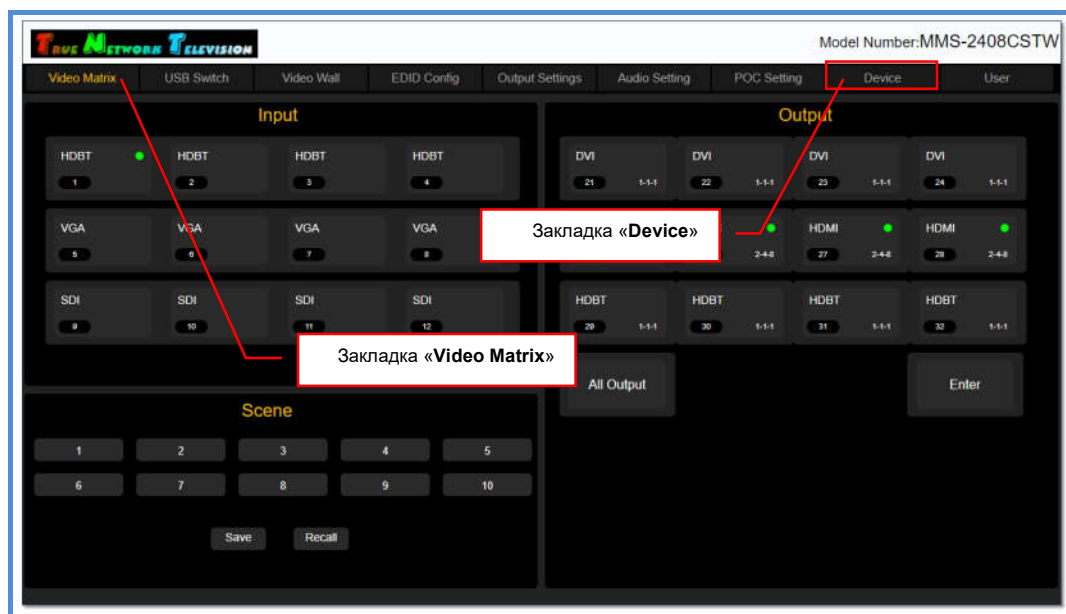 True Network Television
Model Number:MMS-2408CSTW
Video Matrix USB Switch Video Wall EDID Config Output Settings Audio Setting POC Setting Device User
Input
HDBT HDBT HDBT HDBT
1 2 3 4
VGA VGA VGA VGA
5 6 7 8
SDI SDI SDI SDI
9 10 11 12
Закладка «Video Matrix»
Scene
1 2 3 4 5
6 7 8 9 10
Save Recall
Output
DVI DVI DVI DVI
21 1-1-1 22 1-1-1 23 1-1-1 24 1-1-1
Закладка «Device»
HDMI HDMI
2-4-8 27 2-4-8 28 2-4-8
HDBT HDBT HDBT HDBT
29 1-1-1 30 1-1-1 31 1-1-1 32 1-1-1
All Output Enter